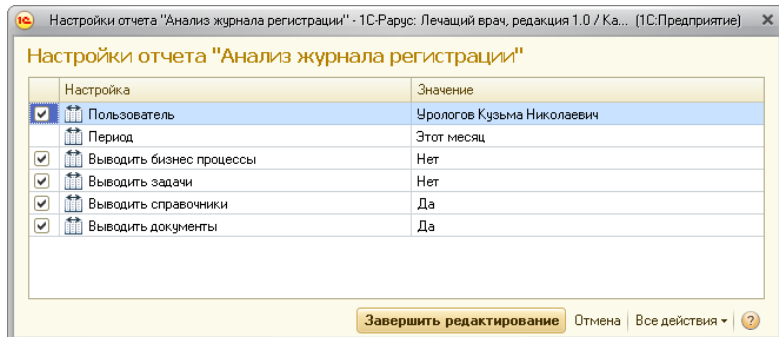 Настройки отчета "Анализ журнала регистрации" - 1С-Рарус: Лечащий врач, редакция 1.0 / Ка... (1С:Предприятие)
Настройки отчета "Анализ журнала регистрации"
Настройка Значение
Пользователь Урологов Кузьма Николаевич
Период Этот месяц
Выводить бизнес процессы Нет
Выводить задачи Нет
Выводить справочники Да
Выводить документы Да
Завершить редактирование Отмена Все действия ?